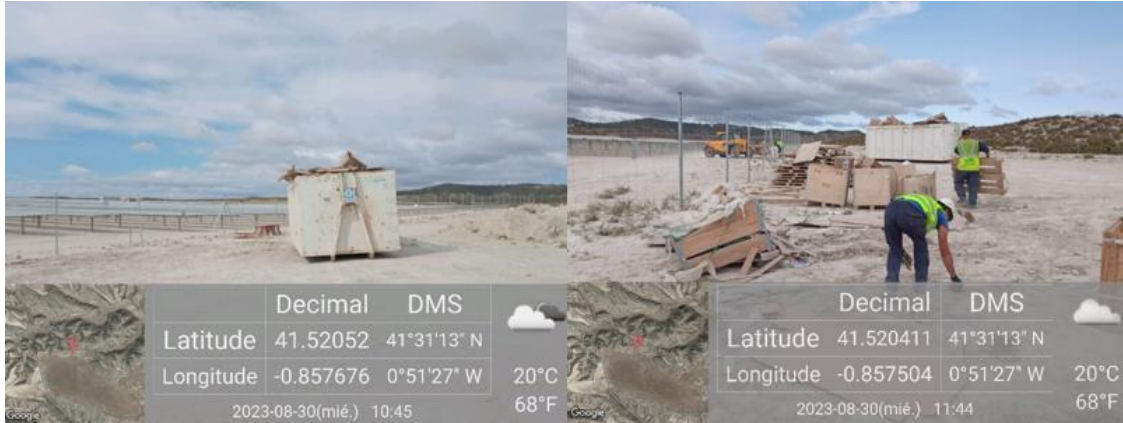 Decimal DMS
Latitude 41.52052 41°31'13" N
Longitude -0.857676 0°51'27" W
20°C
68°F
2023-08-30(mié.) 10:45
Google
Decimal DMS
Latitude 41.520411 41°31'13" N
Longitude -0.857504 0°51'27" W
20°C
68°F
2023-08-30(mié.) 11:44
Google